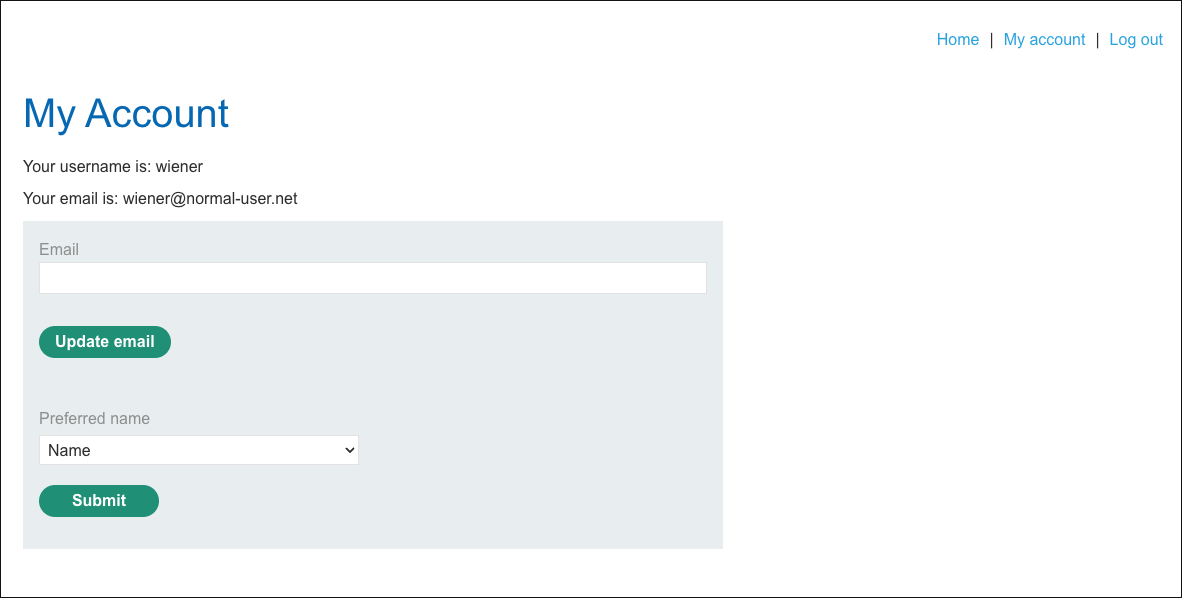 Home | My account | Log out
My Account
Your username is: wiener
Your email is: wiener@normal-user.net
Email
Update email
Preferred name
Name
Submit